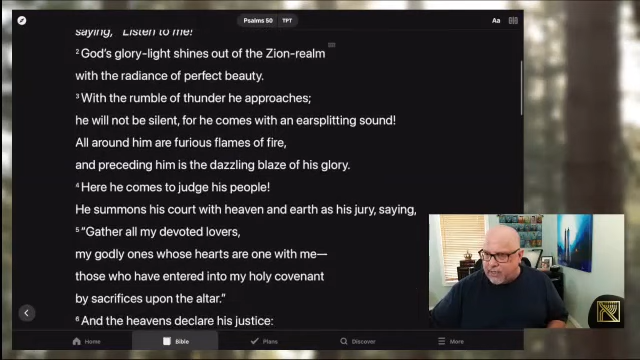 Psalms 50 TPT
Aa
saying, "Listen to me!
2 God's glory-light shines out of the Zion-realm
with the radiance of perfect beauty.
3 With the rumble of thunder he approaches;
he will not be silent, for he comes with an earsplitting sound!
All around him are furious flames of fire,
and preceding him is the dazzling blaze of his glory.
4 Here he comes to judge his people!
He summons his court with heaven and earth as his jury, saying,
5 "Gather all my devoted lovers,
my godly ones whose hearts are one with me—
those who have entered into my holy covenant
by sacrifices upon the altar."
6 And the heavens declare his justice:
Home Bible Plans Discover More